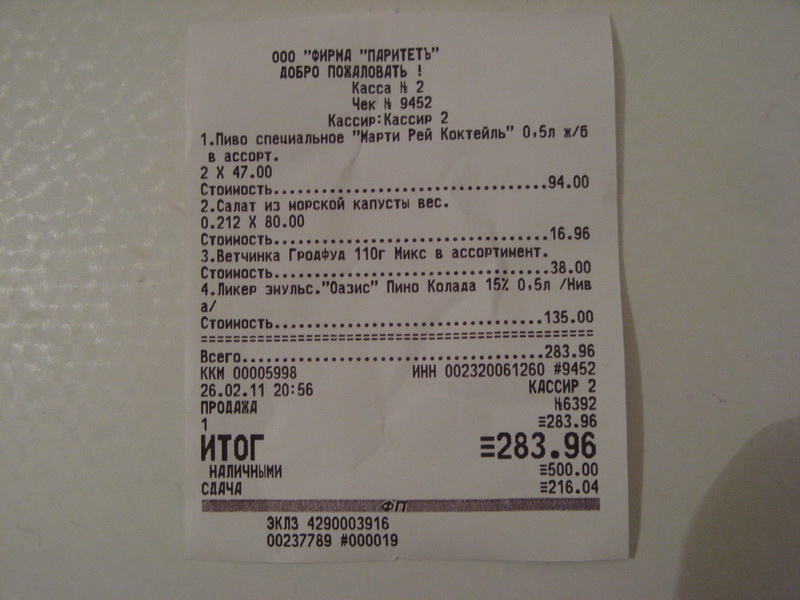 ООО "ФИРМА "ПАРИТЕТЪ"
ДОБРО ПОЖАЛОВАТЬ !
Касса № 2
Чек № 9452
Кассир:Кассир 2
1.Пиво специальное "Марти Рей Коктейль" 0,5л ж/б
в ассорт.
2 X 47.00
Стоимость..................................94.00
2.Салат из морской капусты вес.
0.212 X 80.00
Стоимость..................................16.96
3.Ветчинка Гродфуд 110г Микс в ассортимент.
Стоимость..................................38.00
4.Ликер эмульс."Оазис" Пино Колада 15% 0,5л /Нив
а/
Стоимость.................................135.00
================================================
Всего.....................................283.96
ККМ 00005998 ИНН 002320061260 #9452
26.02.11 20:56 КАССИР 2
ПРОДАЖА №6392
1 ≡283.96
ИТОГ ≡283.96
НАЛИЧНЫМИ ≡500.00
СДАЧА ≡216.04
ФП
ЭКЛЗ 4290003916
00237789 #000019